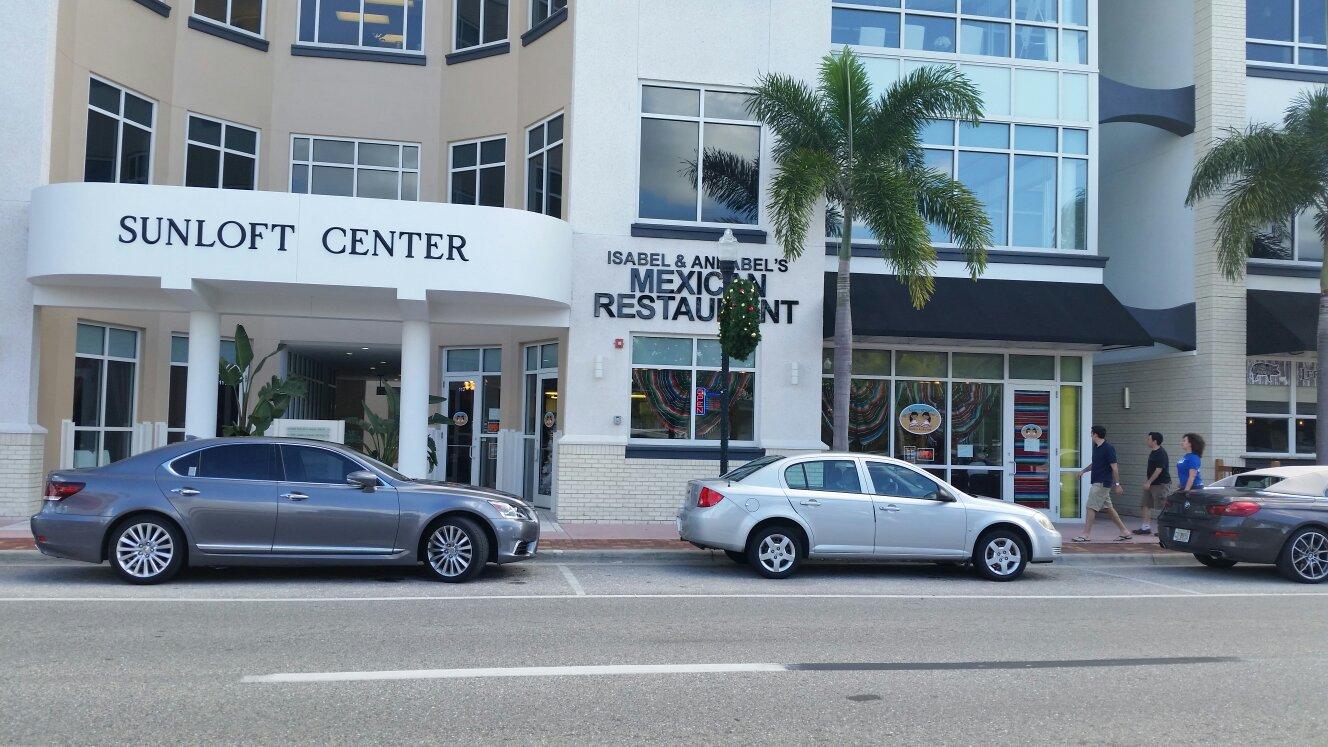 SUNLOFT CENTER
ISABEL & ANNABEL'S
MEXICAN
RESTAURANT